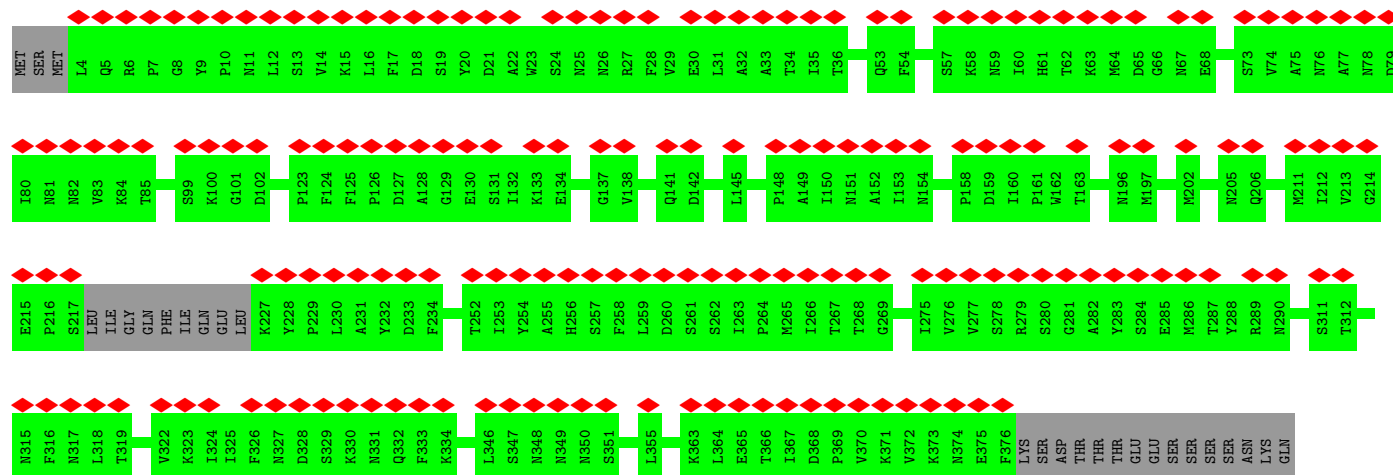 MET SER MET L4 Q5 R6 P7 G8 Y9 P10 N11 L12 S13 V14 K15 L16 F17 D18 S19 Y20 D21 A22 W23 S24 N25 N26 R27 F28 V29 E30 L31 A32 A33 T34 I35 T36 Q53 F54 S57 K58 N59 I60 H61 T62 K63 M64 D65 G66 N67 E68 S73 V74 A75 N76 A77 N78 D79
I80 N81 N82 V83 K84 T85 S99 K100 G101 D102 P123 F124 F125 P126 D127 A128 G129 E130 S131 I132 K133 E134 G137 V138 Q141 D142 L145 P148 A149 I150 N151 A152 I153 N154 P158 D159 I160 P161 W162 T163 N196 M197 M202 N205 Q206 M211 I212 V213 G214
E215 P216 S217 LEU ILE GLY GLN PHE ILE GLN GLU LEU K227 Y228 P229 L230 A231 Y232 D233 F234 T252 I253 Y254 A255 H256 S257 F258 L259 D260 S261 S262 I263 P264 M265 I266 T267 T268 G269 I275 V276 V277 S278 R279 S280 G281 A282 Y283 S284 E285 M286 T287 Y288 R289 N290 S311 T312
N315 F316 N317 L318 T319 V322 K323 I324 I325 F326 N327 D328 S329 K330 N331 Q332 F333 K334 L346 S347 N348 N349 N350 S351 L355 K363 L364 E365 T366 I367 D368 P369 V370 K371 V372 K373 N374 E375 F376 LYS SER ASP THR THR THR GLU GLU SER SER SER SER ASN LYS GLN